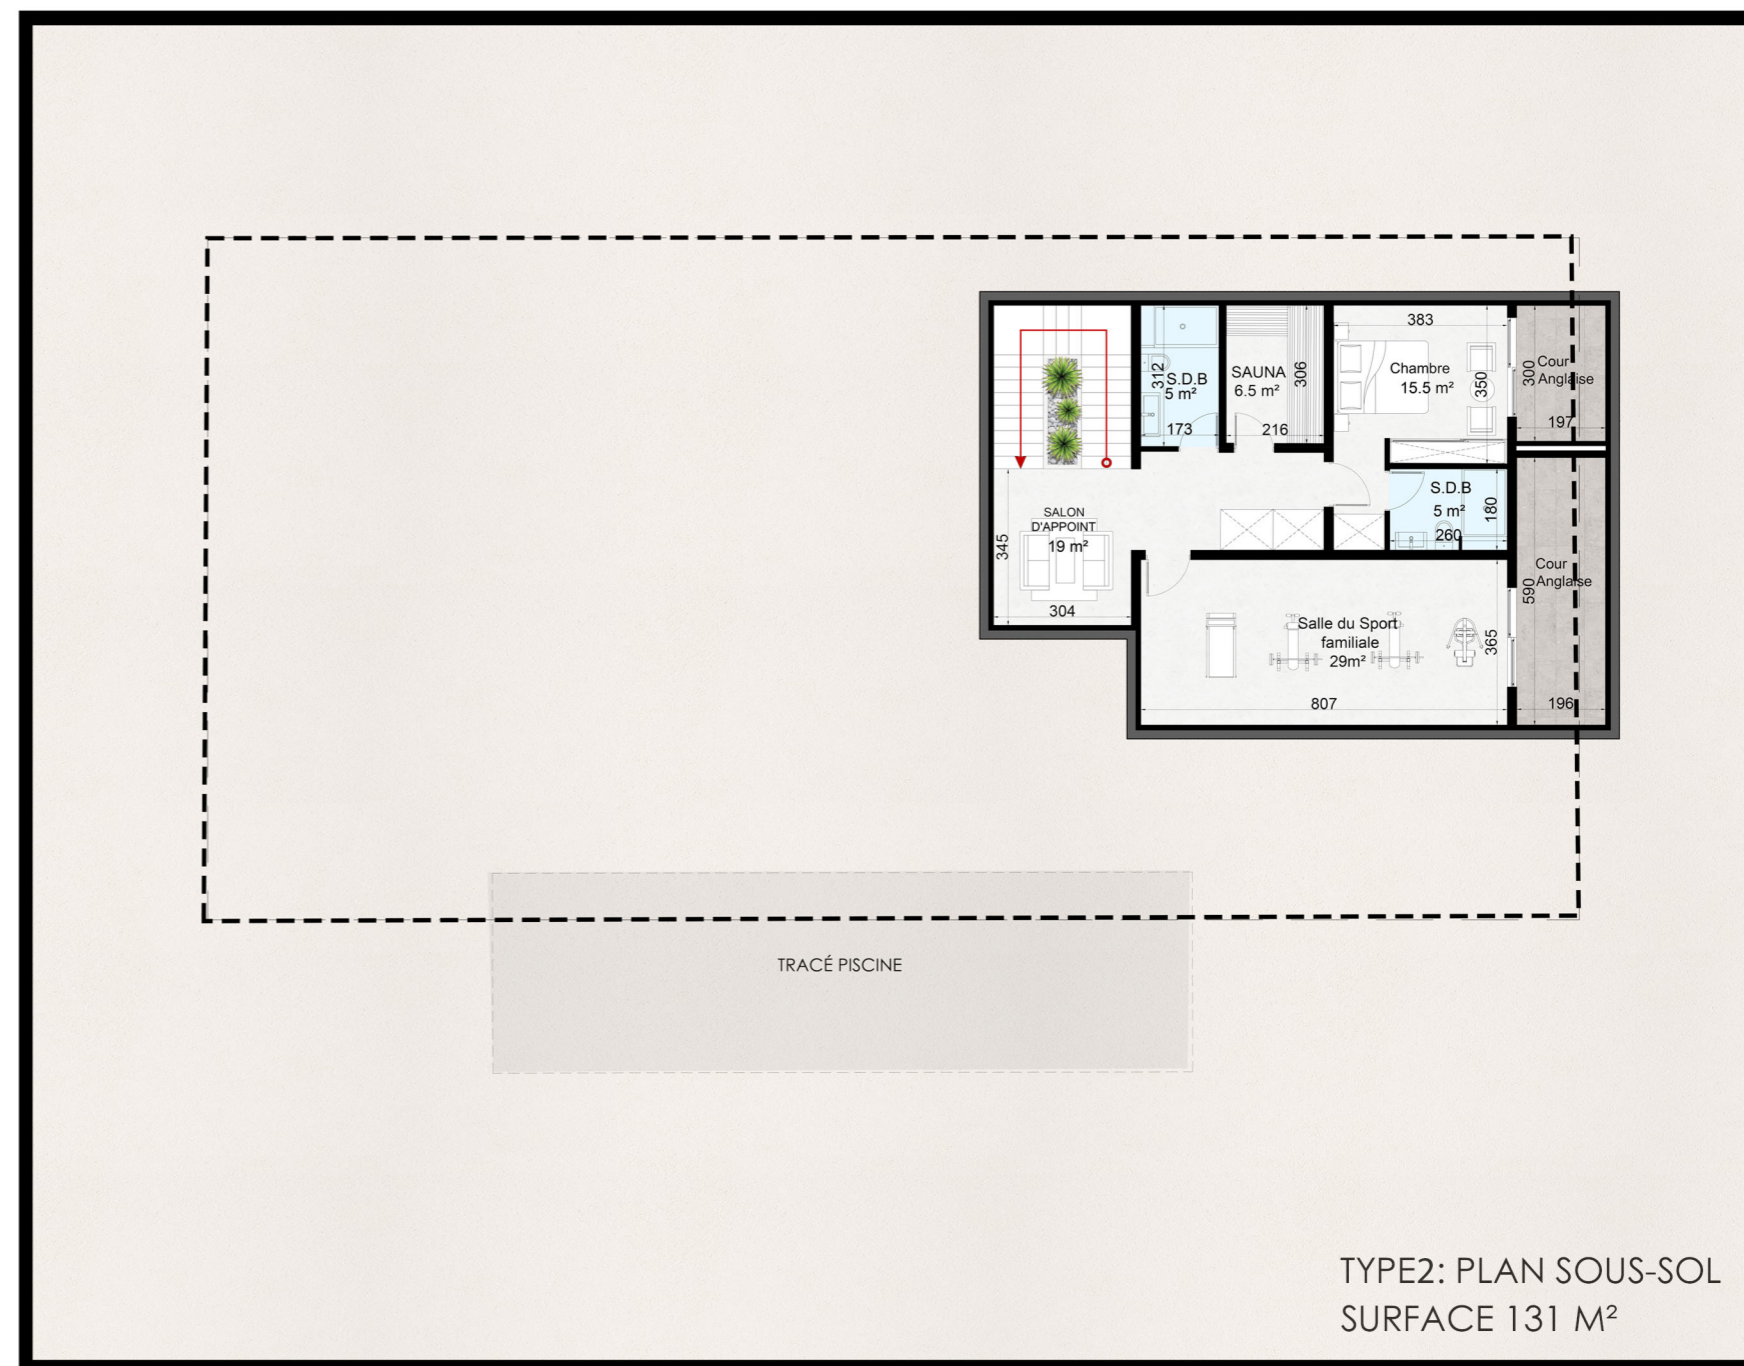 383
312
S.D.B
5 m²
173
SAUNA
6.5 m²
306
216
Chambre
15.5 m²
350
300
Cour
Anglaise
197
SALON
D'APPOINT
19 m²
345
304
S.D.B
5 m²
260
180
Cour
Anglaise
590
196
Salle du Sport
familiale
29m²
365
807
TRACÉ PISCINE
TYPE2: PLAN SOUS-SOL
SURFACE 131 M²